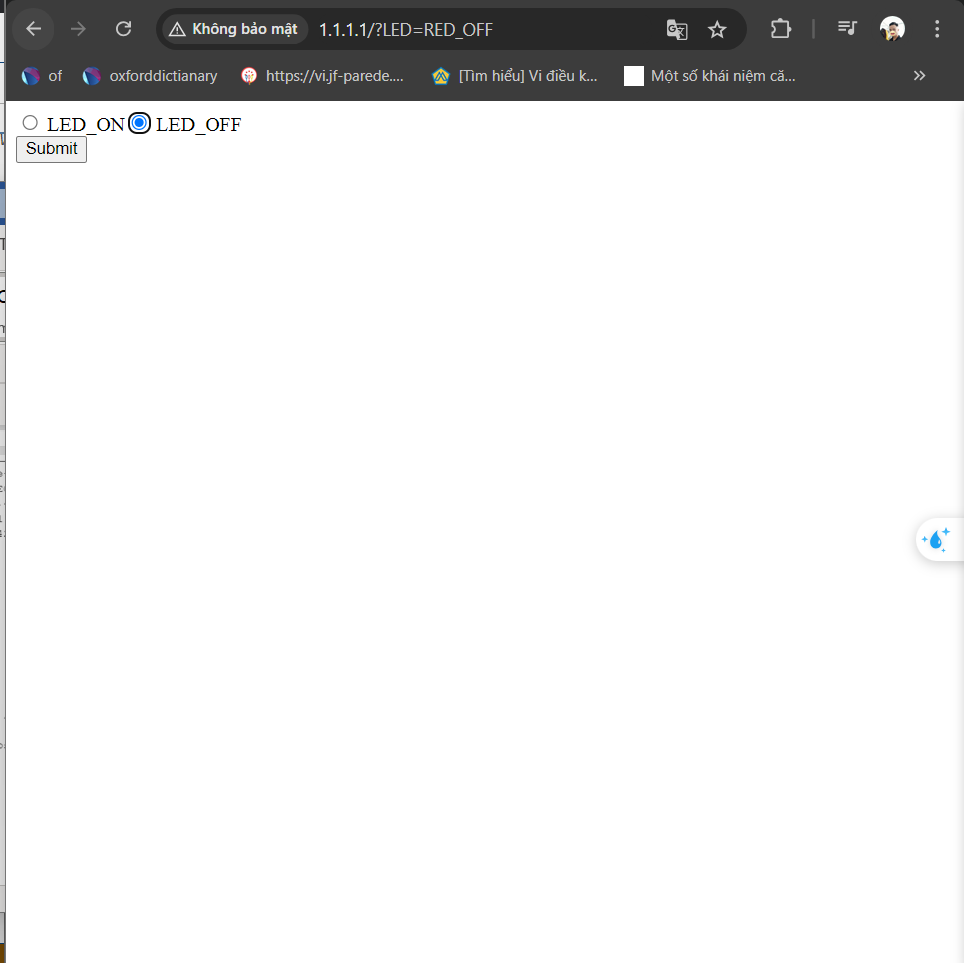 Không bảo mật 1.1.1.1/?LED=RED_OFF
of oxforddictianary https://vi.jf-parede.... [Tìm hiểu] Vi điều k... Một số khái niệm că...
LED_ON LED_OFF
Submit